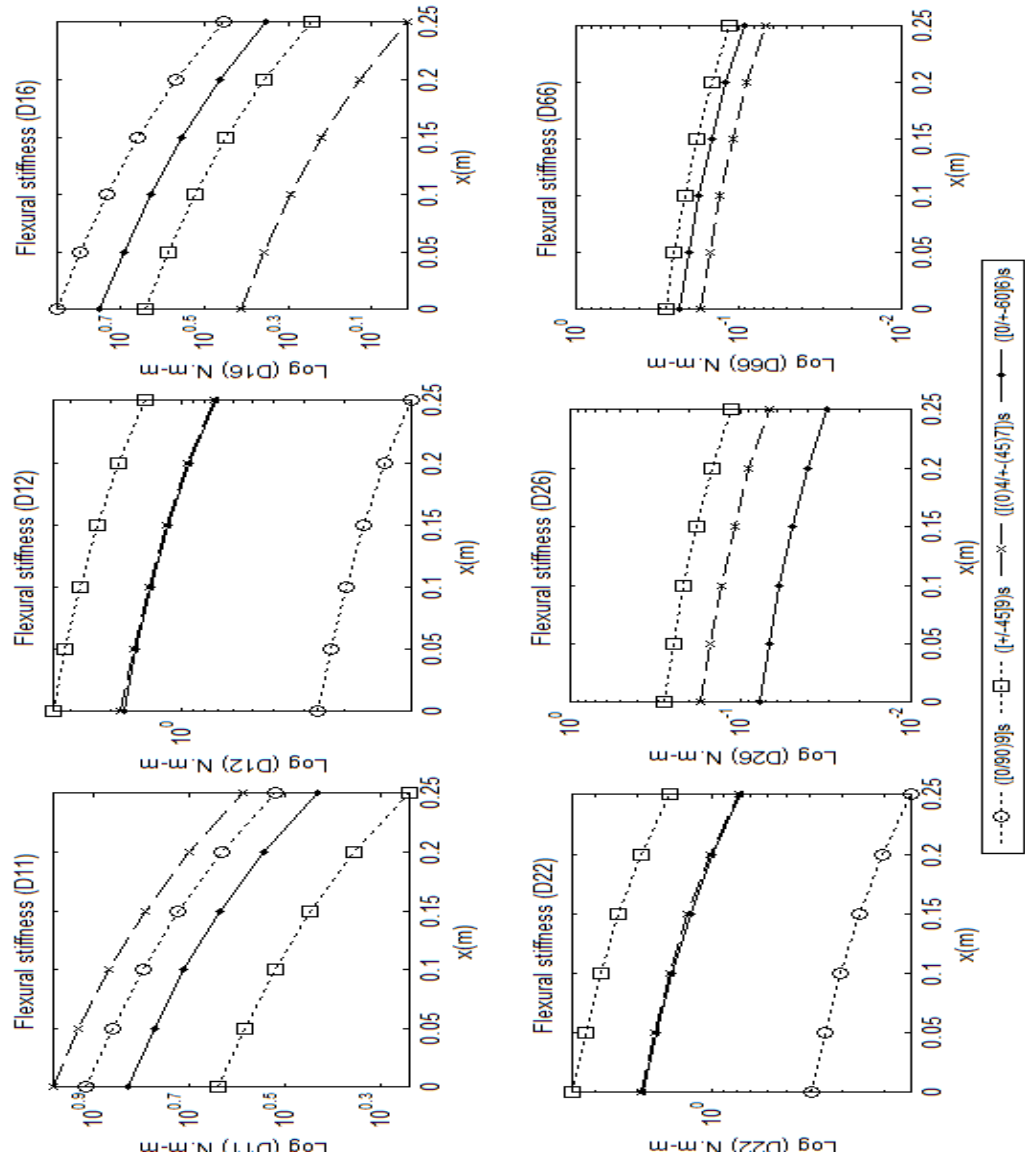 Flexural stiffness (D11)
10^0.9
10^0.7
10^0.5
10^0.3
Log (D11) N.m-m
0 0.05 0.1 0.15 0.2 0.25
x(m)
Flexural stiffness (D12)
10^0
Log (D12) N.m-m
0 0.05 0.1 0.15 0.2 0.25
x(m)
Flexural stiffness (D16)
10^0.7
10^0.5
10^0.3
10^0.1
Log (D16) N.m-m
0 0.05 0.1 0.15 0.2 0.25
x(m)
Flexural stiffness (D22)
10^0
Log (D22) N.m-m
0 0.05 0.1 0.15 0.2 0.25
x(m)
Flexural stiffness (D26)
10^0
10^-1
10^-2
Log (D26) N.m-m
0 0.05 0.1 0.15 0.2 0.25
x(m)
Flexural stiffness (D66)
10^0
10^-1
10^-2
Log (D66) N.m-m
0 0.05 0.1 0.15 0.2 0.25
x(m)
([0/90)9]s ([+/-45]9)s ([(0)4/+-(45)7])s ([0/+-60]6)s